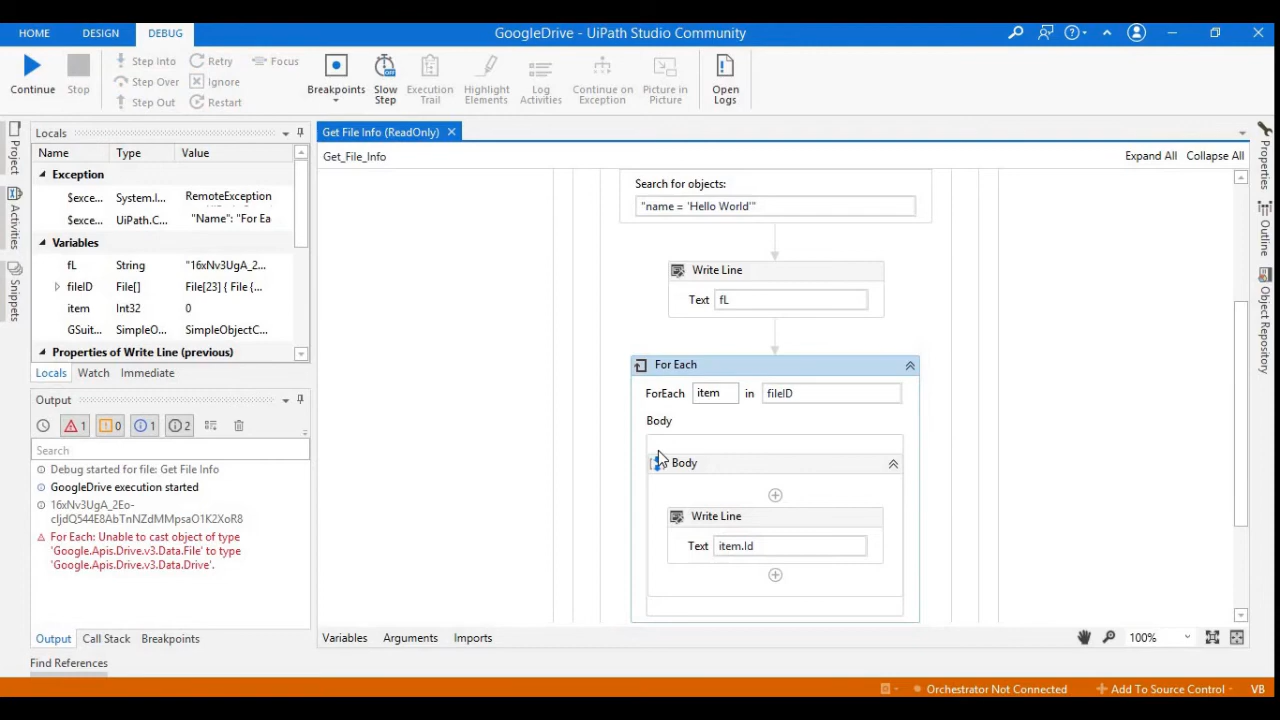 HOME DESIGN DEBUG GoogleDrive - UiPath Studio Community
Continue Stop
Step Into Retry Focus
Step Over Ignore
Step Out Restart
Breakpoints
Slow Step
Execution Trail
Highlight Elements
Log Activities
Continue on Exception
Picture in Picture
Open Logs
Project
Activities
Snippets
Locals
Name Type Value
Exception
$exce... System.I... RemoteException
$exce... UiPath.C... "Name": "For Ea
Variables
fL String "16xNv3UgA_2...
fileID File[] File[23] { File {...
item Int32 0
GSuit... SimpleO... SimpleObjectC...
Properties of Write Line (previous)
Locals Watch Immediate
Output
1 0 1 2
Search
Debug started for file: Get File Info
GoogleDrive execution started
16xNv3UgA_2Eo-
cIjdQ544E8AbTnNZdMMpsaO1K2XoR8
For Each: Unable to cast object of type
'Google.Apis.Drive.v3.Data.File' to type
'Google.Apis.Drive.v3.Data.Drive'.
Output Call Stack Breakpoints
Find References
Get File Info (ReadOnly)
Get_File_Info Expand All Collapse All
Search for objects:
"name = 'Hello World'"
Write Line
Text fL
For Each
ForEach item in fileID
Body
Body
Write Line
Text item.Id
Variables Arguments Imports 100%
Properties
Outline
Object Repository
Orchestrator Not Connected Add To Source Control VB